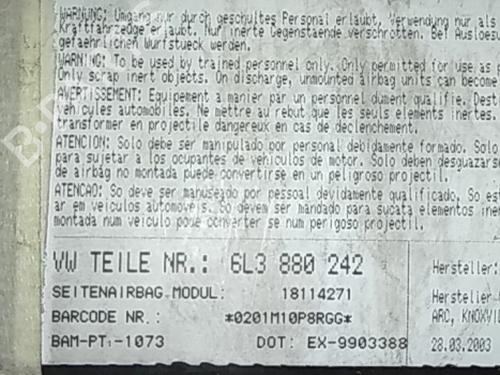 WARNUNG: Umgang nur durch geschultes Personal erlaubt, Verwendung nur als
Kraftfahrzeuge erlaubt. Nur inerte Gegenstaende verschrotten. Bei Ausloesu
gefaehrlichen Wurfstueck werden.
WARNING: To be used by trained personnel only. Only permitted for use as p
Only scrap inert objects. On discharge, unmounted airbag units can become
AVERTISSEMENT: Equipement a manier par un personnel dument qualifie. Dest
vehicules automobiles. Ne mettre au rebut que les seuls elements inertes.
transformer en projectile dangereux en cas de declenchement.
ATENCION: Solo debe ser manipulado por personal debidamente formado. Solo
para sujetar a los ocupantes de vehiculos de motor. Solo deben desguazarse
de airbag no montada puede convertirse en un peligroso projectil.
ATENCAO: So deve ser manuseado por pessoal devidamente qualificado. So est
ar em veiculos automoveis. So devem ser mandado para sucata elementos ine
montada num veiculo pode converter se num perigoso projectil.
VW TEILE NR.: 6L3 880 242
SEITENAIRBAG MODUL: 18114271
BARCODE NR.: *0201M10P8RGG*
BAM-PT1-1073 DOT: EX-9903388
Hersteller:
Hersteller-
ARC, KNOXVIL
28.03.2003